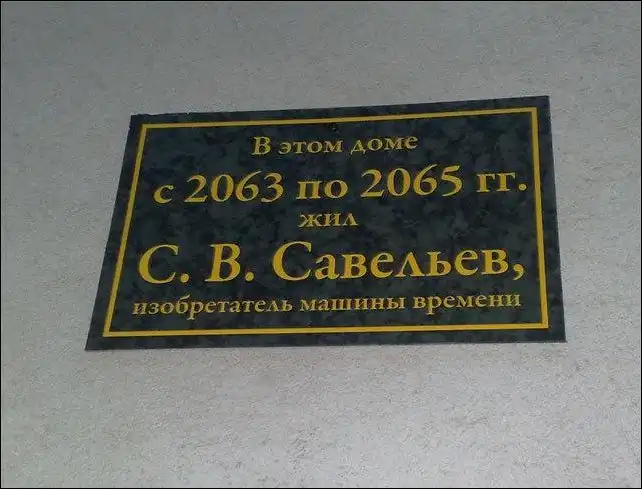 В этом доме
с 2063 по 2065 гг.
жил
С. В. Савельев,
изобретатель машины времени